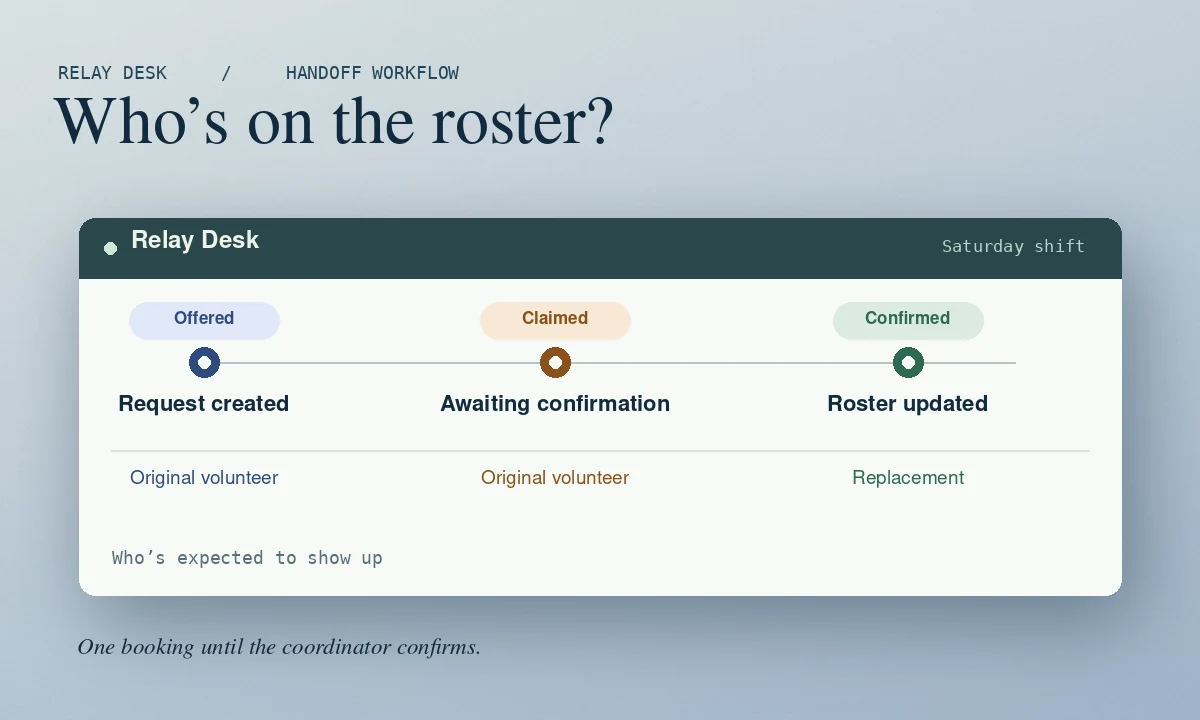 RELAY DESK / HANDOFF WORKFLOW
Who’s on the roster?
Relay Desk
Saturday shift
Offered
Claimed
Confirmed
Request created
Awaiting confirmation
Roster updated
Original volunteer
Original volunteer
Replacement
Who’s expected to show up
One booking until the coordinator confirms.